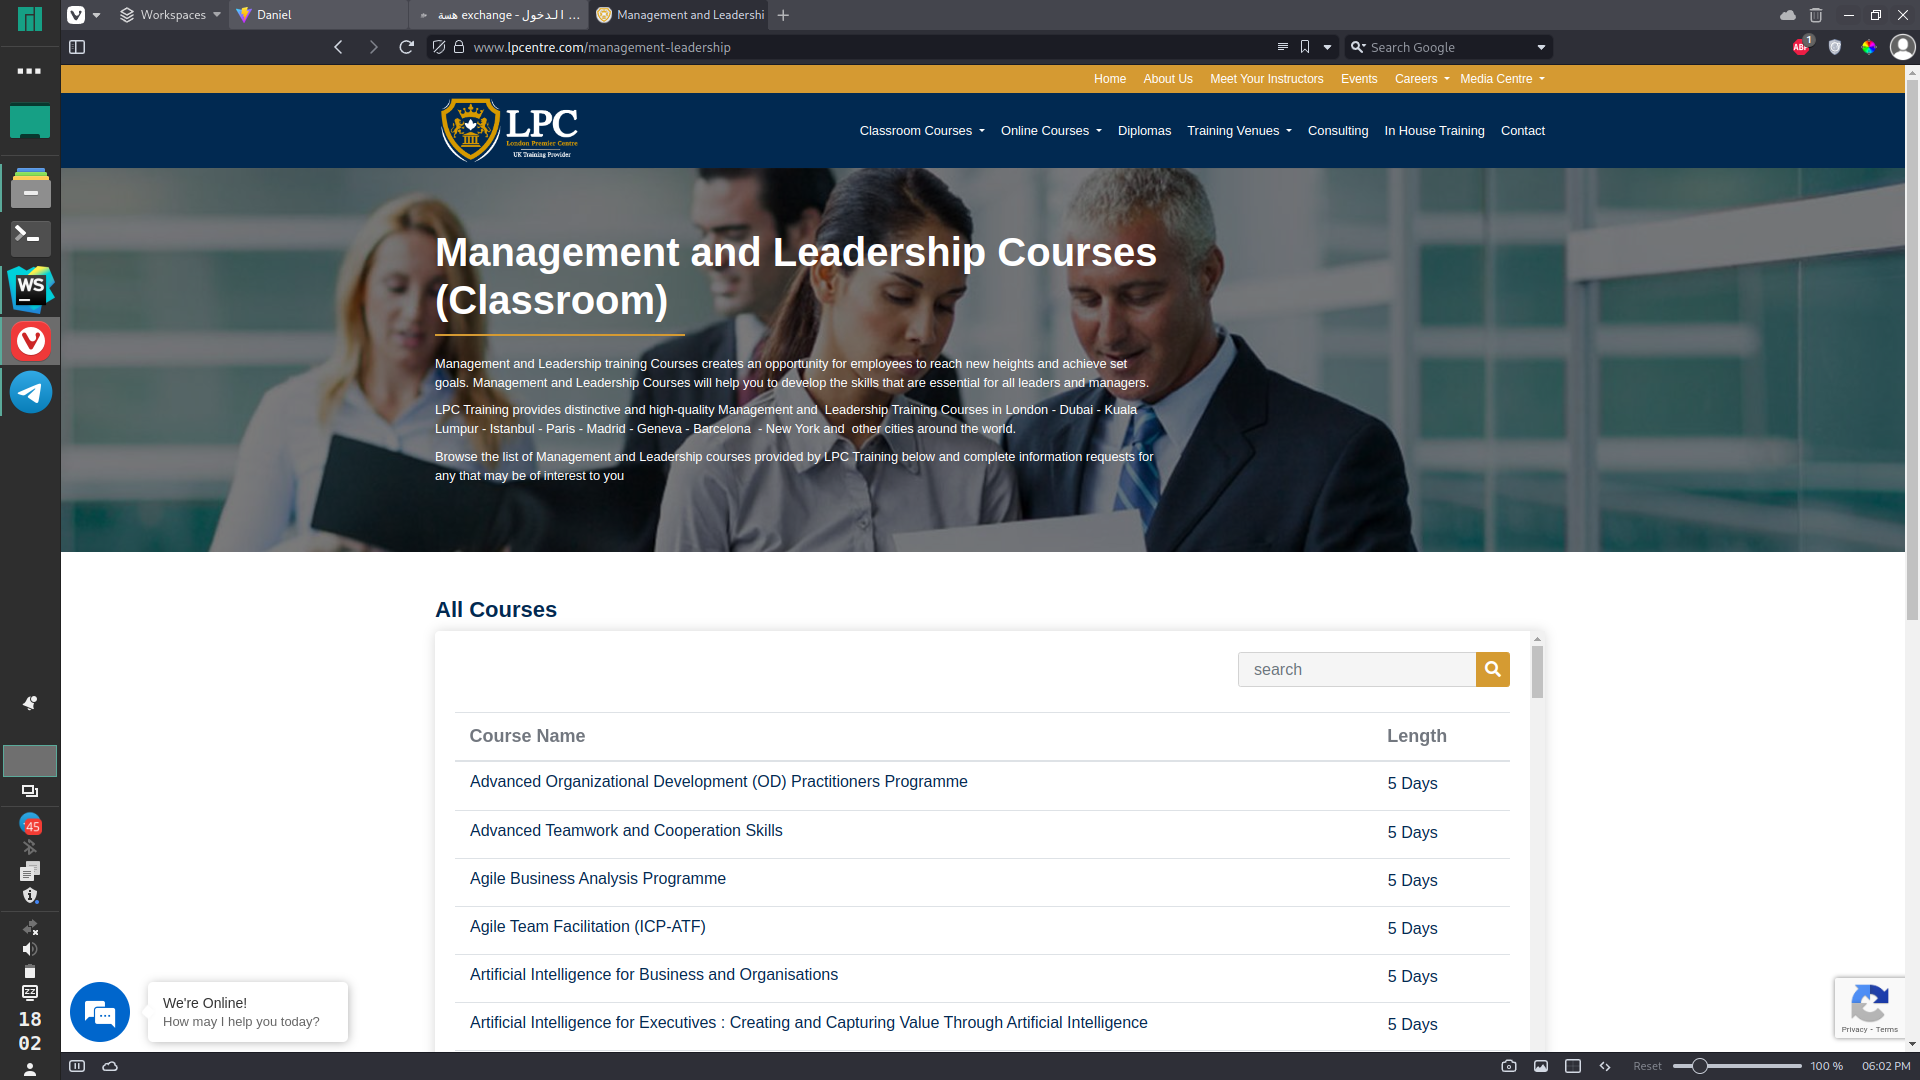 Workspaces
Daniel
هسة exchange - الدخول ...
Management and Leadershi
www.lpcentre.com/management-leadership
Search Google
ABP
1
Home
About Us
Meet Your Instructors
Events
Careers
Media Centre
LPC
London Premier Centre
UK Training Provider
Classroom Courses
Online Courses
Diplomas
Training Venues
Consulting
In House Training
Contact
WS
Management and Leadership Courses
(Classroom)
Management and Leadership training Courses creates an opportunity for employees to reach new heights and achieve set
goals. Management and Leadership Courses will help you to develop the skills that are essential for all leaders and managers.
LPC Training provides distinctive and high-quality Management and  Leadership Training Courses in London - Dubai - Kuala
Lumpur - Istanbul - Paris - Madrid - Geneva - Barcelona  - New York and  other cities around the world.
Browse the list of Management and Leadership courses provided by LPC Training below and complete information requests for
any that may be of interest to you
All Courses
search
Course Name
Length
Advanced Organizational Development (OD) Practitioners Programme
5 Days
Advanced Teamwork and Cooperation Skills
5 Days
Agile Business Analysis Programme
5 Days
Agile Team Facilitation (ICP-ATF)
5 Days
Artificial Intelligence for Business and Organisations
5 Days
Artificial Intelligence for Executives : Creating and Capturing Value Through Artificial Intelligence
5 Days
45
We're Online!
How may I help you today?
Privacy - Terms
18
02
Reset
100 %
06:02 PM